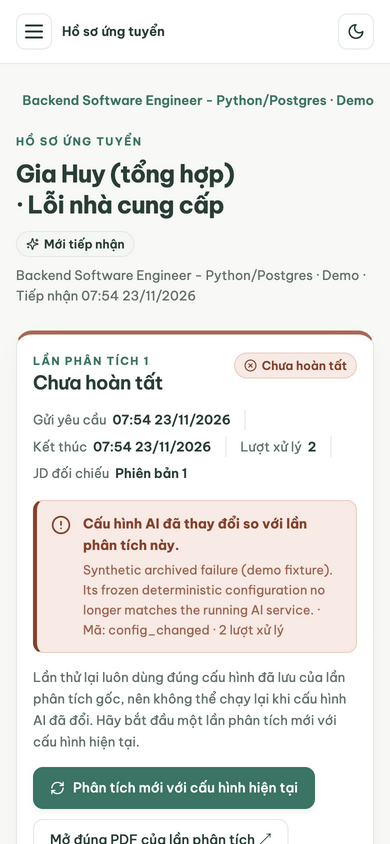 Hồ sơ ứng tuyển
Backend Software Engineer - Python/Postgres · Demo
HỒ SƠ ỨNG TUYỂN
Gia Huy (tổng hợp)
· Lỗi nhà cung cấp
Mới tiếp nhận
Backend Software Engineer - Python/Postgres · Demo ·
Tiếp nhận 07:54 23/11/2026
LẦN PHÂN TÍCH 1
Chưa hoàn tất
Chưa hoàn tất
Gửi yêu cầu 07:54 23/11/2026
Kết thúc 07:54 23/11/2026 Lượt xử lý 2
JD đối chiếu Phiên bản 1
Cấu hình AI đã thay đổi so với lần
phân tích này.
Synthetic archived failure (demo fixture).
Its frozen deterministic configuration no
longer matches the running AI service. ·
Mã: config_changed · 2 lượt xử lý
Lần thử lại luôn dùng đúng cấu hình đã lưu của lần
phân tích gốc, nên không thể chạy lại khi cấu hình
AI đã đổi. Hãy bắt đầu một lần phân tích mới với
cấu hình hiện tại.
Phân tích mới với cấu hình hiện tại
Mở đúng PDF của lần phân tích ↗